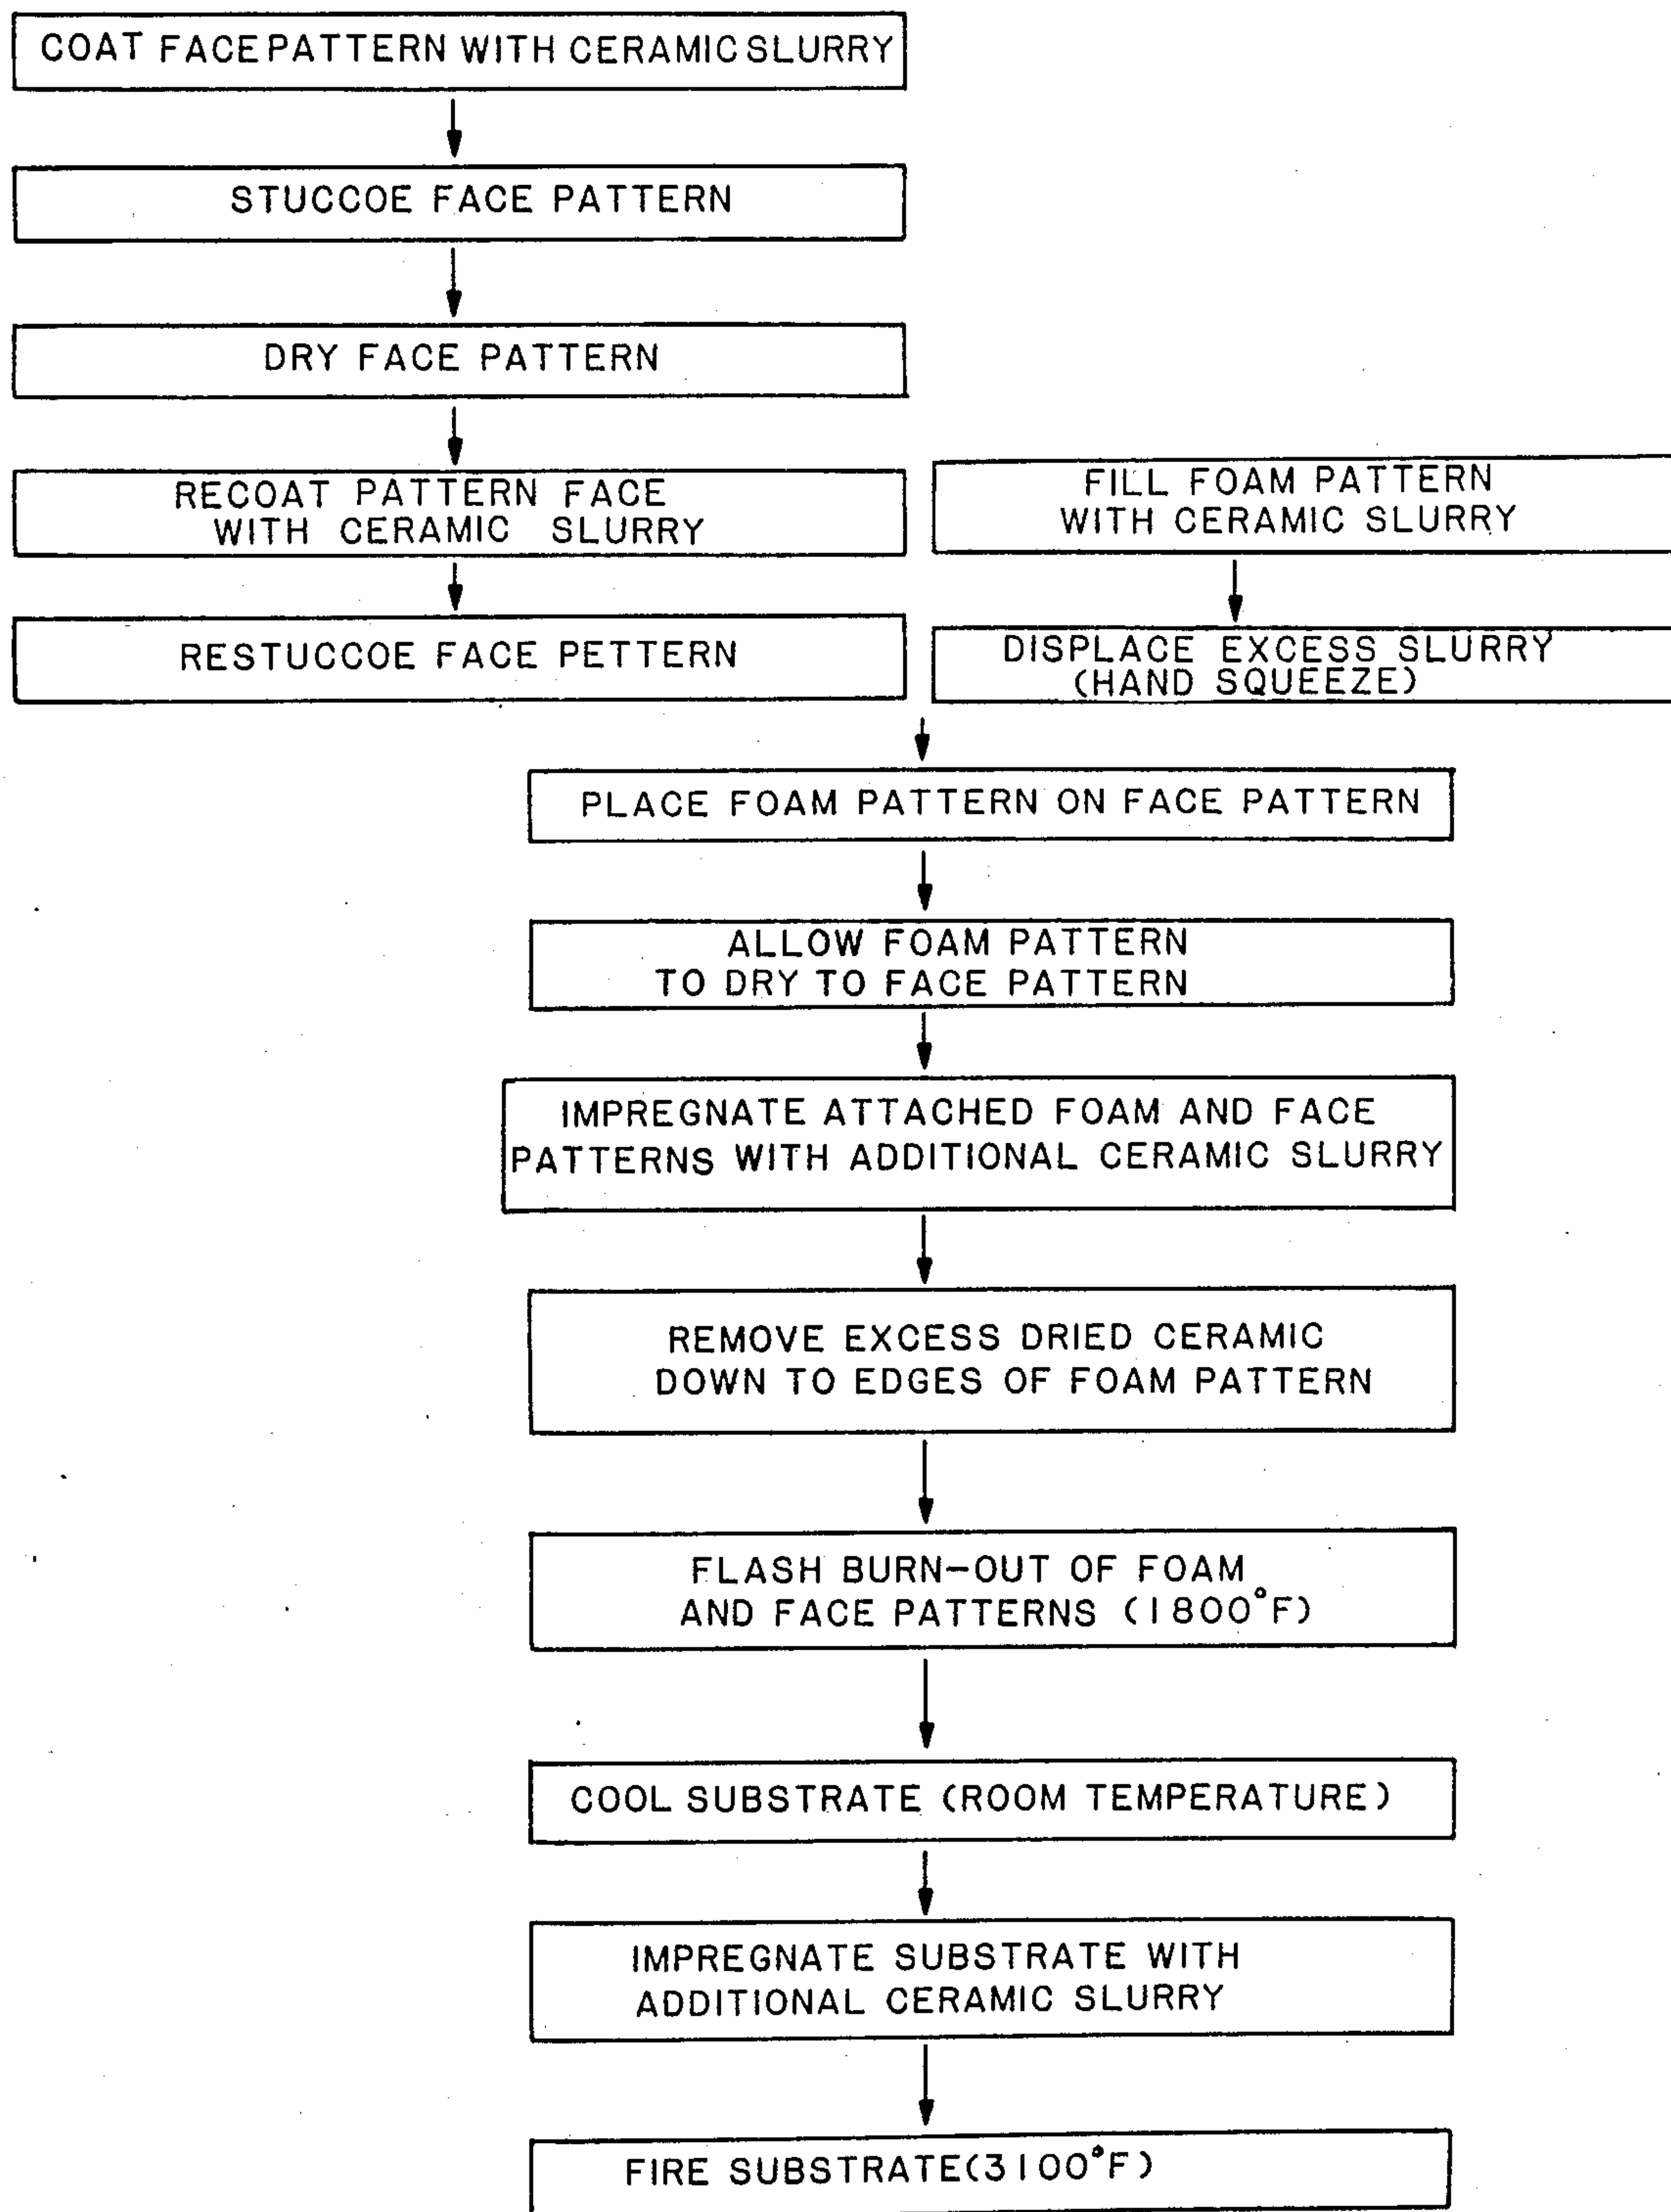 COAT FACE PATTERN WITH CERAMIC SLURRY
STUCCOE FACE PATTERN
DRY FACE PATTERN
RECOAT PATTERN FACE
WITH CERAMIC SLURRY
RESTUCCOE FACE PETTERN
FILL FOAM PATTERN
WITH CERAMIC SLURRY
DISPLACE EXCESS SLURRY
(HAND SQUEEZE)
PLACE FOAM PATTERN ON FACE PATTERN
ALLOW FOAM PATTERN
TO DRY TO FACE PATTERN
IMPREGNATE ATTACHED FOAM AND FACE
PATTERNS WITH ADDITIONAL CERAMIC SLURRY
REMOVE EXCESS DRIED CERAMIC
DOWN TO EDGES OF FOAM PATTERN
FLASH BURN-OUT OF FOAM
AND FACE PATTERNS (1800°F)
COOL SUBSTRATE (ROOM TEMPERATURE)
IMPREGNATE SUBSTRATE WITH
ADDITIONAL CERAMIC SLURRY
FIRE SUBSTRATE (3100°F)